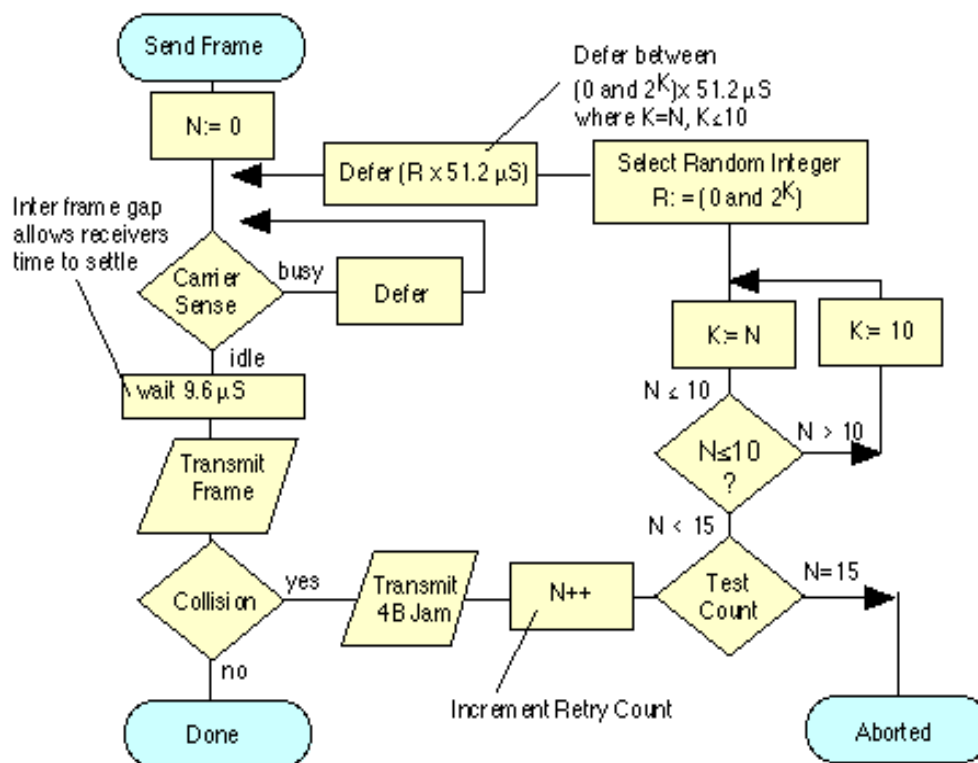 Send Frame
N:= 0
Defer between
(0 and 2^K)x 51.2 µS
where K=N, K≤10
Defer (R x 51.2 µS)
Select Random Integer
R: = (0 and 2^K)
Inter frame gap
allows receivers
time to settle
Carrier
Sense
busy
Defer
idle
wait 9.6 µS
K:= N
K:= 10
N ≤ 10
N > 10
N≤10
?
Transmit
Frame
N < 15
Collision
yes
no
Transmit
4B Jam
N++
Test
Count
N=15
Increment Retry Count
Done
Aborted